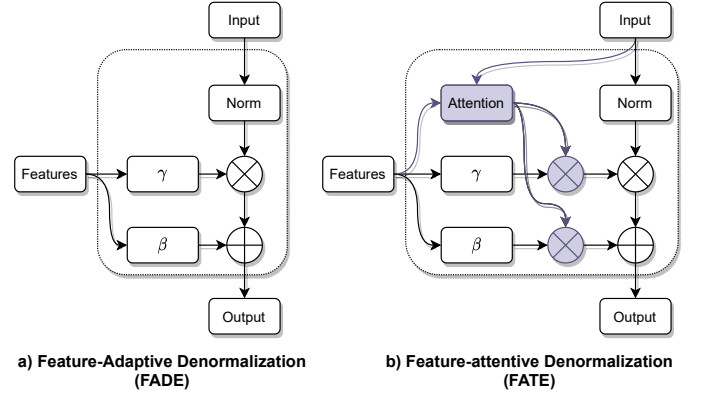 Input
Norm
Features
γ
β
Output
a) Feature-Adaptive Denormalization
(FADE)
Input
Attention
Norm
Features
γ
β
Output
b) Feature-attentive Denormalization
(FATE)